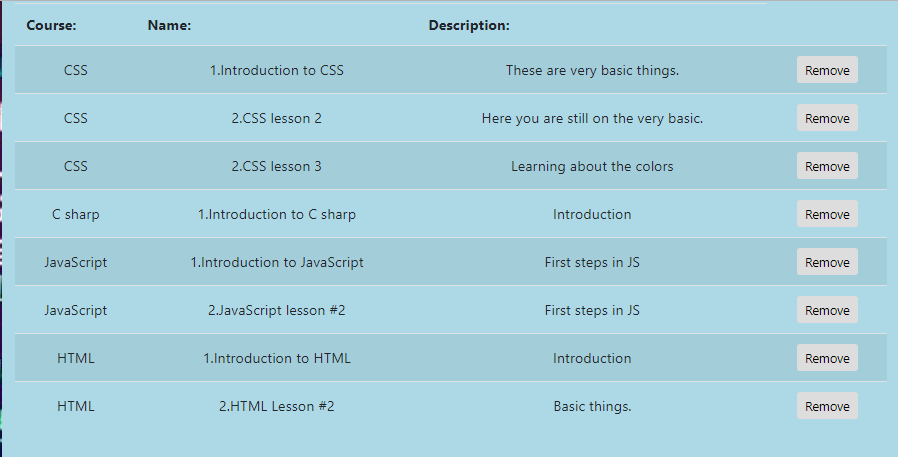 Course: Name: Description:
CSS 1.Introduction to CSS These are very basic things. Remove
CSS 2.CSS lesson 2 Here you are still on the very basic. Remove
CSS 2.CSS lesson 3 Learning about the colors Remove
C sharp 1.Introduction to C sharp Introduction Remove
JavaScript 1.Introduction to JavaScript First steps in JS Remove
JavaScript 2.JavaScript lesson #2 First steps in JS Remove
HTML 1.Introduction to HTML Introduction Remove
HTML 2.HTML Lesson #2 Basic things. Remove